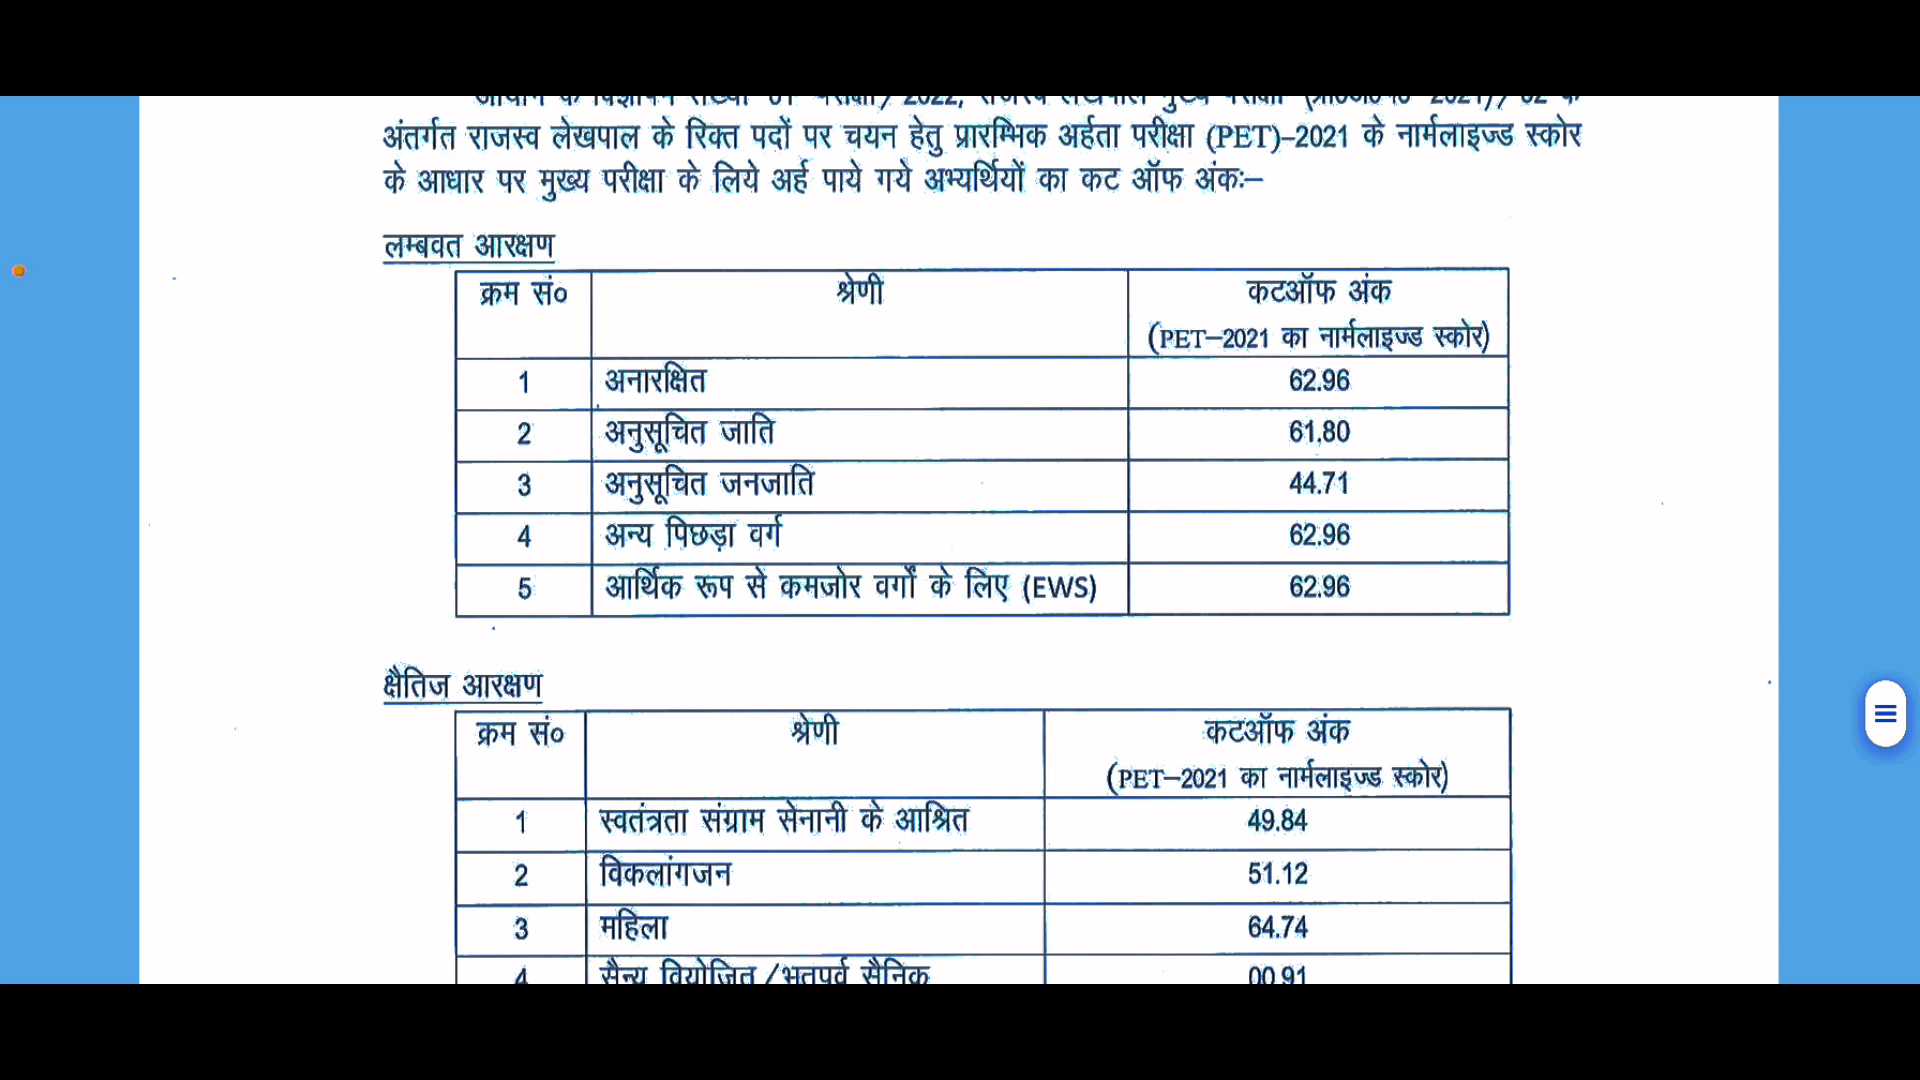 अंतर्गत राजस्व लेखपाल के रिक्त पदों पर चयन हेतु प्रारम्भिक अर्हता परीक्षा (PET)–2021 के नार्मलाइज्ड स्कोर
के आधार पर मुख्य परीक्षा के लिये अर्ह पाये गये अभ्यर्थियों का कट ऑफ अंकः–
लम्बवत आरक्षण
क्रम सं० श्रेणी कटऑफ अंक
(PET–2021 का नार्मलाइज्ड स्कोर)
1 अनारक्षित 62.96
2 अनुसूचित जाति 61.80
3 अनुसूचित जनजाति 44.71
4 अन्य पिछड़ा वर्ग 62.96
5 आर्थिक रूप से कमजोर वर्गों के लिए (EWS) 62.96
क्षैतिज आरक्षण
क्रम सं० श्रेणी कटऑफ अंक
(PET–2021 का नार्मलाइज्ड स्कोर)
1 स्वतंत्रता संग्राम सेनानी के आश्रित 49.84
2 विकलांगजन 51.12
3 महिला 64.74
4 सैन्य वियोजित/भूतपूर्व सैनिक 00.91